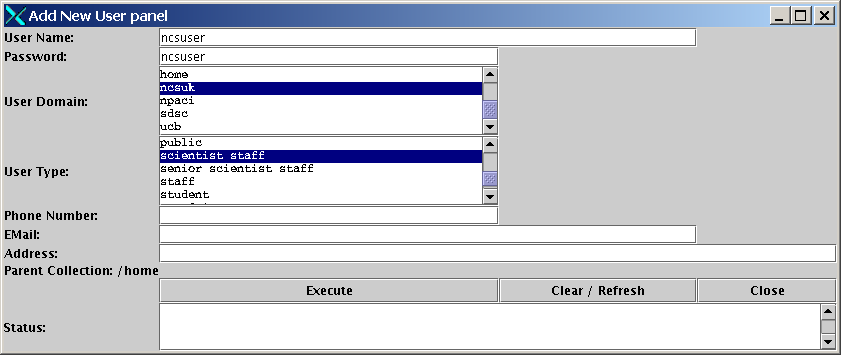 Add New User panel
User Name: ncsuser
Password: ncsuser
User Domain:
home
ncsuk
npaci
sdsc
ucb
User Type:
public
scientist staff
senior scientist staff
staff
student
Phone Number:
EMail:
Address:
Parent Collection: /home
Execute Clear / Refresh Close
Status: